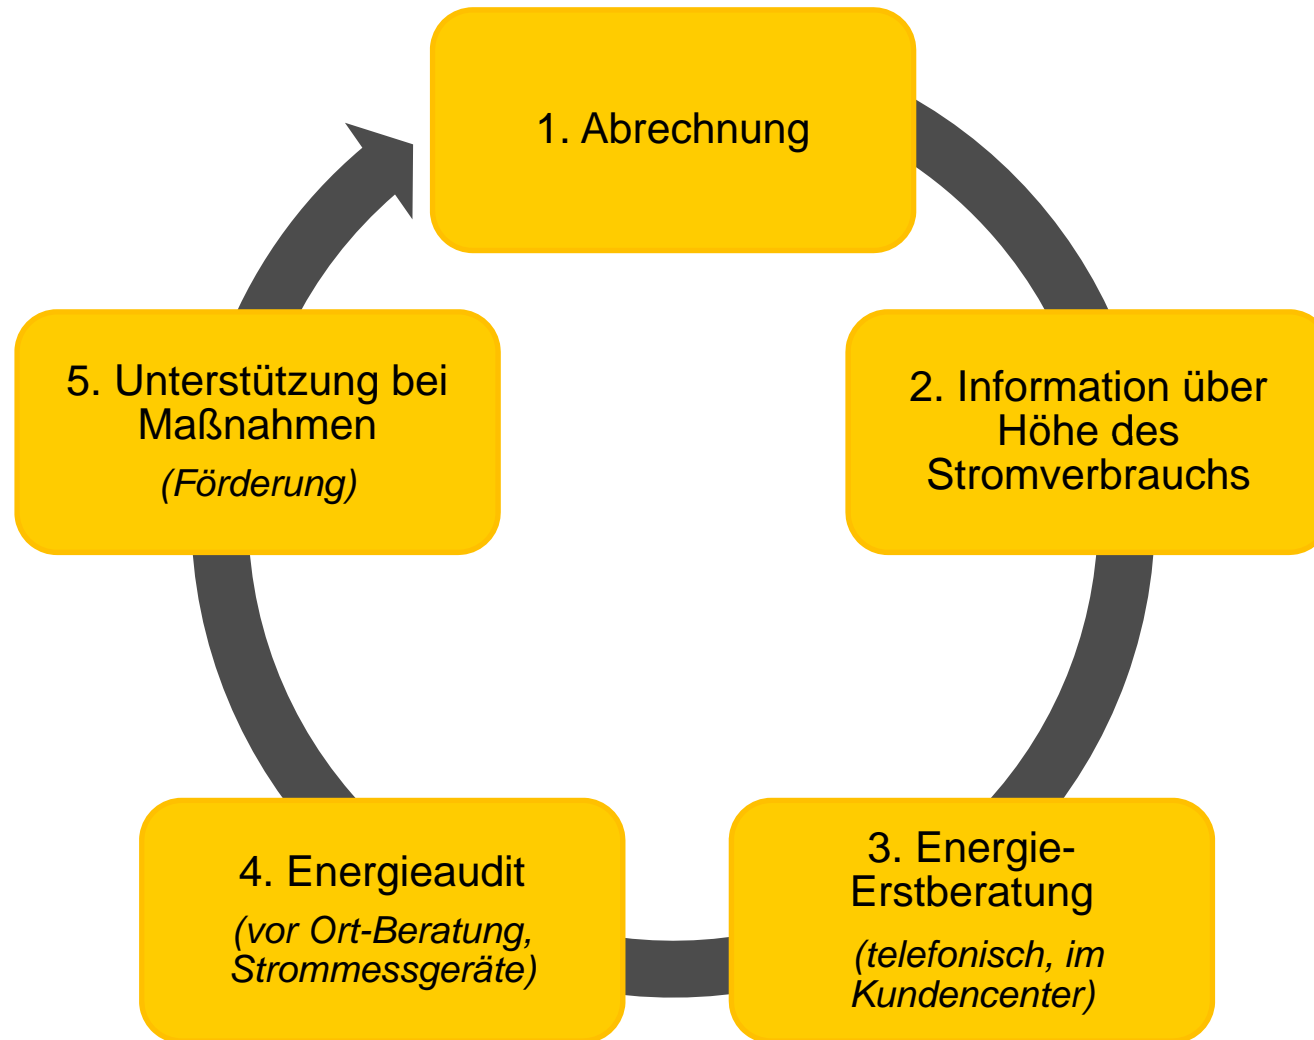 1. Abrechnung
2. Information über
Höhe des
Stromverbrauchs
3. Energie-
Erstberatung
(telefonisch, im
Kundencenter)
4. Energieaudit
(vor Ort-Beratung,
Strommessgeräte)
5. Unterstützung bei
Maßnahmen
(Förderung)